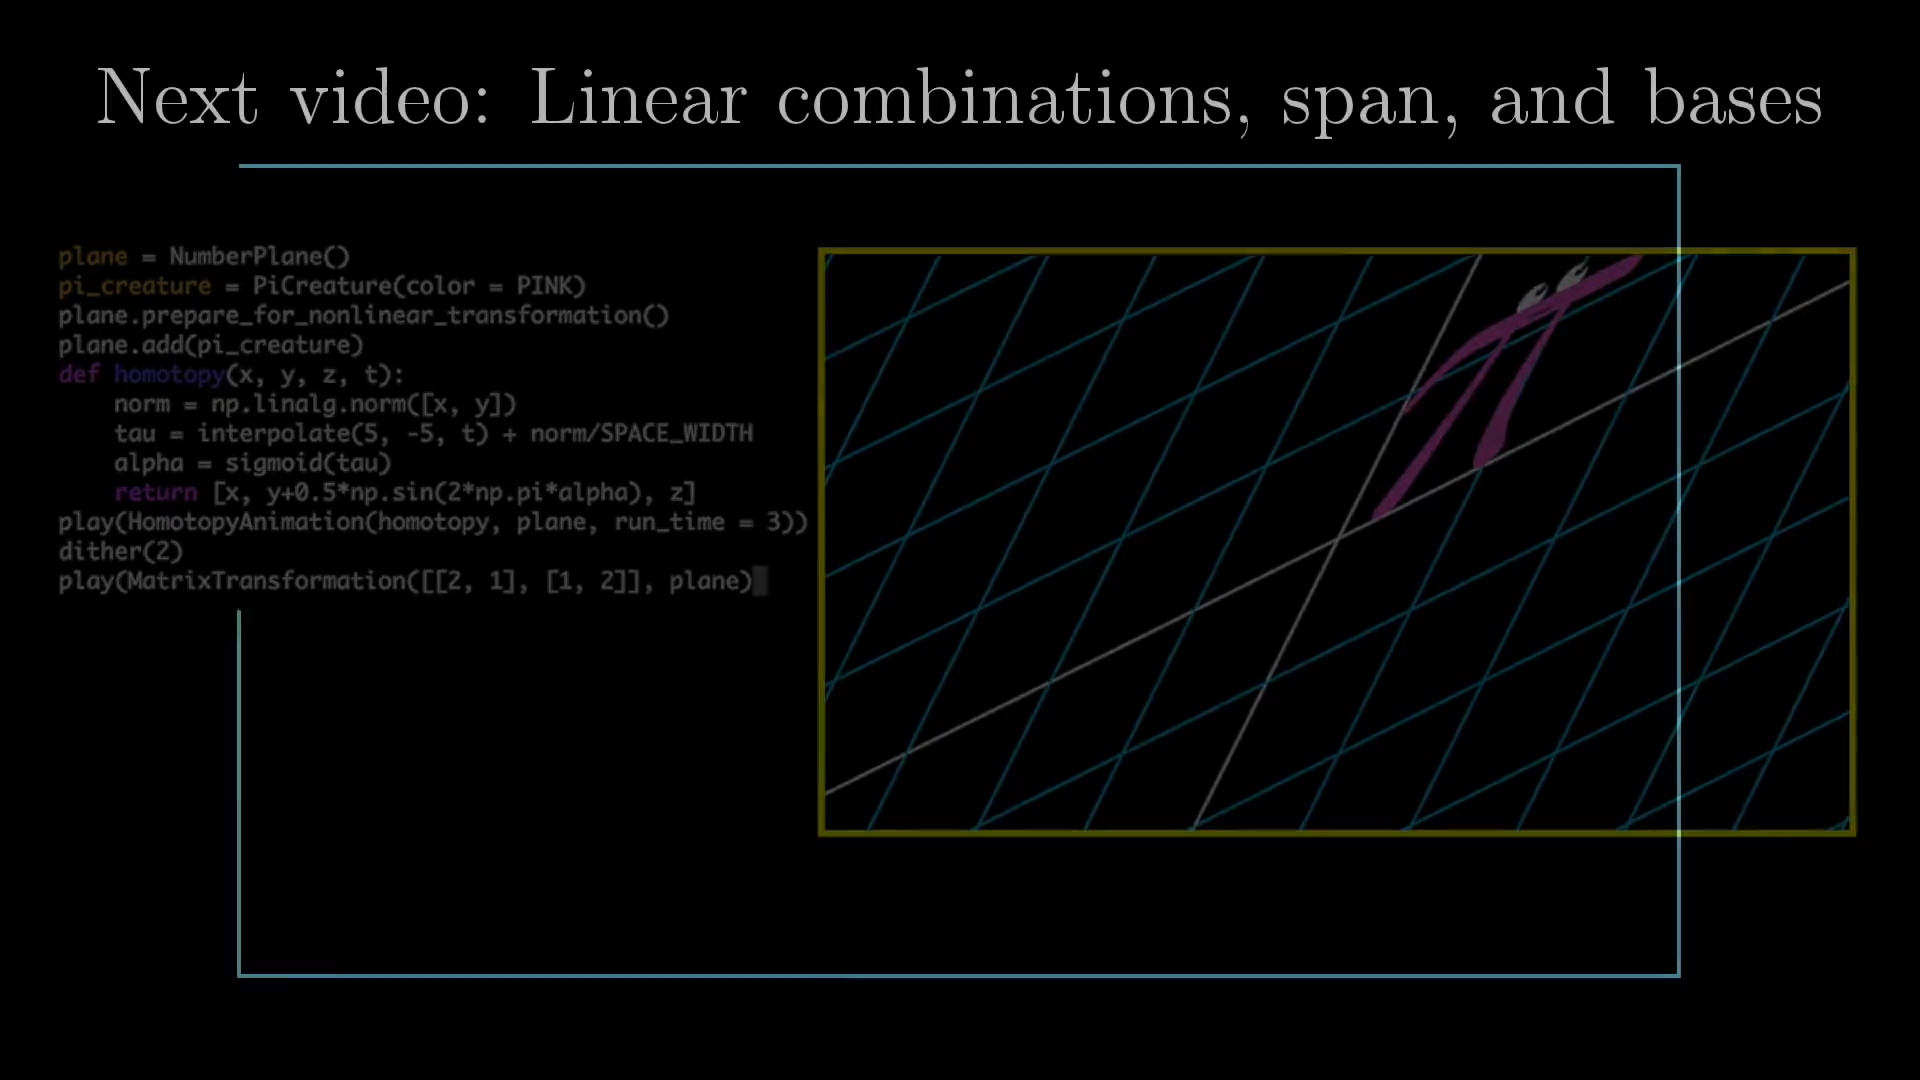 Next video: Linear combinations, span, and bases
plane = NumberPlane()
pi_creature = PiCreature(color = PINK)
plane.prepare_for_nonlinear_transformation()
plane.add(pi_creature)
def homotopy(x, y, z, t):
    norm = np.linalg.norm([x, y])
    tau = interpolate(5, -5, t) + norm/SPACE_WIDTH
    alpha = sigmoid(tau)
    return [x, y+0.5*np.sin(2*np.pi*alpha), z]
play(HomotopyAnimation(homotopy, plane, run_time = 3))
dither(2)
play(MatrixTransformation([[2, 1], [1, 2]], plane)